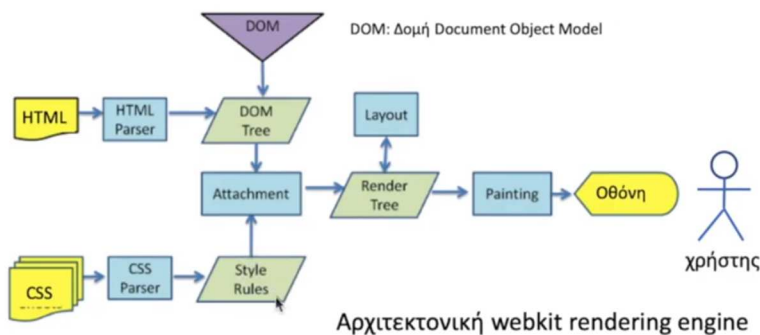 DOM
DOM: Δομή Document Object Model
HTML
HTML
Parser
DOM
Tree
Layout
Attachment
Render
Tree
Painting
Οθόνη
χρήστης
CSS
CSS
Parser
Style
Rules
Αρχιτεκτονική webkit rendering engine